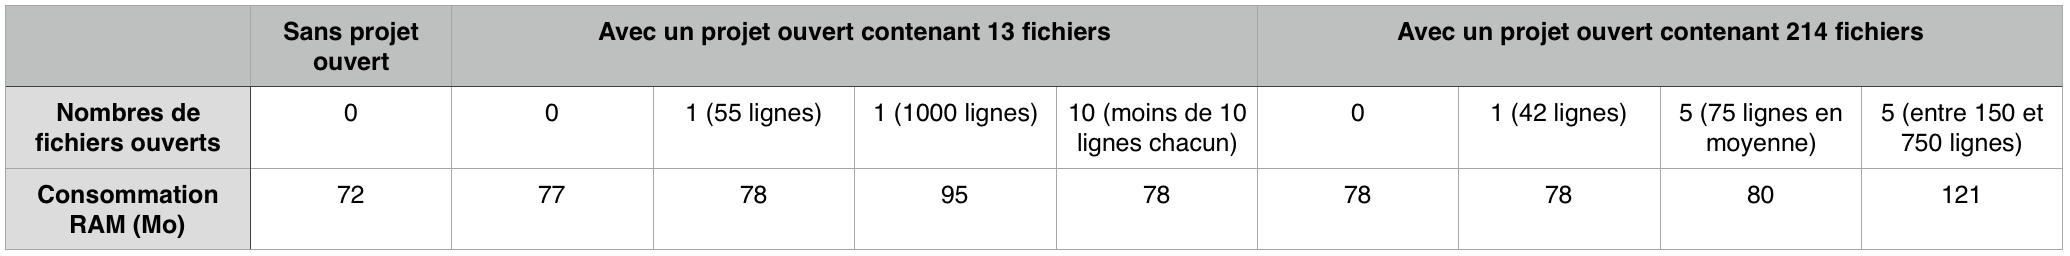 Sans projet
ouvert
Avec un projet ouvert contenant 13 fichiers
Avec un projet ouvert contenant 214 fichiers
Nombres de
fichiers ouverts
0
0
1 (55 lignes)
1 (1000 lignes)
10 (moins de 10
lignes chacun)
0
1 (42 lignes)
5 (75 lignes en
moyenne)
5 (entre 150 et
750 lignes)
Consommation
RAM (Mo)
72
77
78
95
78
78
78
80
121